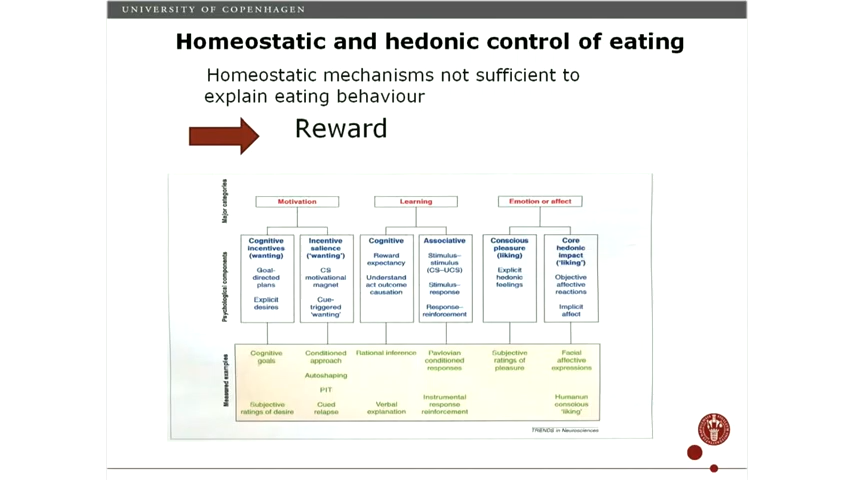 UNIVERSITY OF COPENHAGEN
Homeostatic and hedonic control of eating
Homeostatic mechanisms not sufficient to
explain eating behaviour
Reward
Major categories
Motivation
Learning
Emotion or affect
Psychological components
Cognitive
incentives
(wanting)
Goal-
directed
plans
Explicit
desires
Incentive
salience
('wanting')
CS
motivational
magnet
Cue-
triggered
'wanting'
Cognitive
Reward
expectancy
Understand
act outcome
causation
Associative
Stimulus–
stimulus
(CS–UCS)
Stimulus–
response
Response–
reinforcement
Conscious
pleasure
(liking)
Explicit
hedonic
feelings
Core
hedonic
impact
('liking')
Objective
affective
reactions
Implicit
affect
Measured examples
Cognitive
goals
Subjective
ratings of desire
Conditioned
approach
Autoshaping
PIT
Cued
relapse
Rational inference
Verbal
explanation
Pavlovian
conditioned
responses
Instrumental
response
reinforcement
Subjective
ratings of
pleasure
Facial
affective
expressions
Humanun
conscious
'liking'
TRENDS in Neurosciences